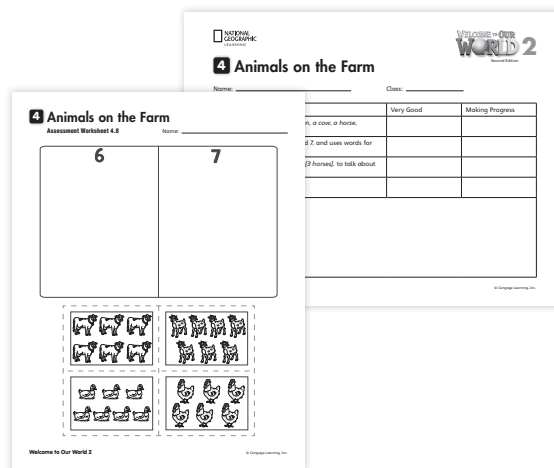 NATIONAL
GEOGRAPHIC
LEARNING
WELCOME TO OUR
WORLD 2
Second Edition
4 Animals on the Farm
Name:
Class:
Very Good
Making Progress
n, a cow, a horse,
d 7, and uses words for
[3 horses]. to talk about
© Cengage Learning, Inc.
4 Animals on the Farm
Assessment Worksheet 4.8
Name:
6
7
Welcome to Our World 2
© Cengage Learning, Inc.